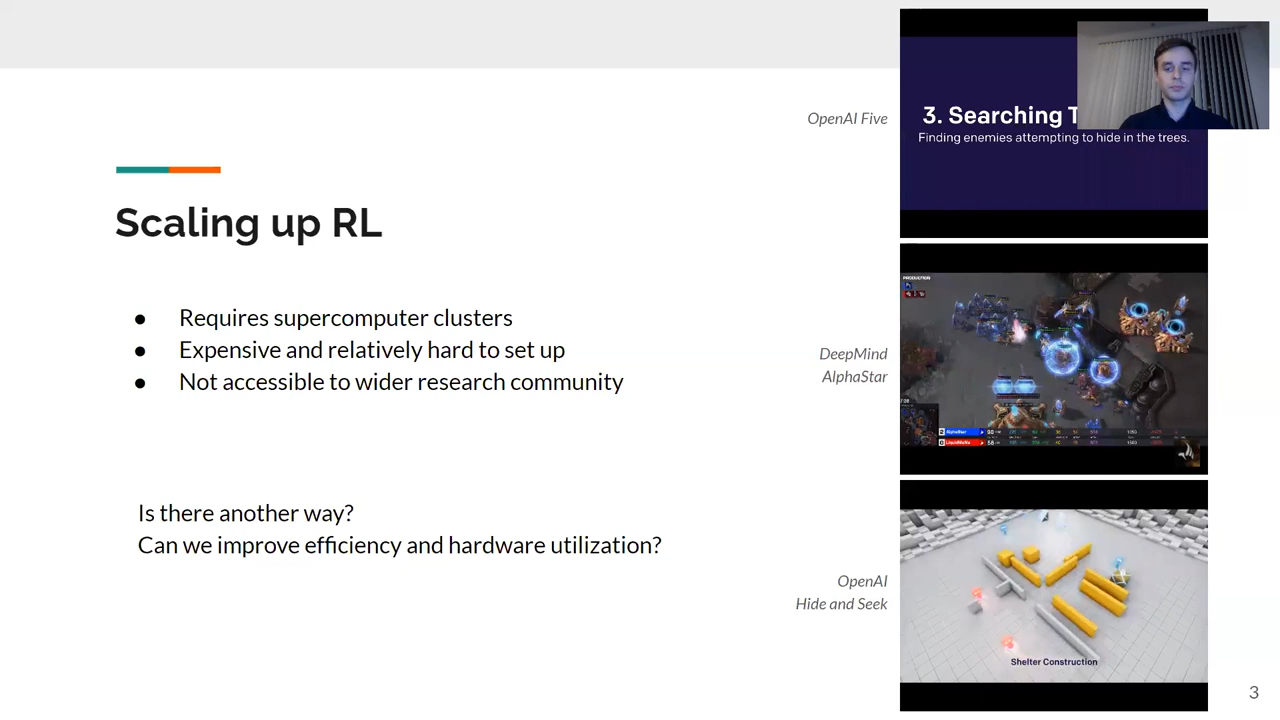 Scaling up RL
● Requires supercomputer clusters
● Expensive and relatively hard to set up
● Not accessible to wider research community
Is there another way?
Can we improve efficiency and hardware utilization?
OpenAI Five
3. Searching T
Finding enemies attempting to hide in the trees.
DeepMind
AlphaStar
PRODUCTION
AlphaStar
OpenAI
Hide and Seek
Shelter Construction
3